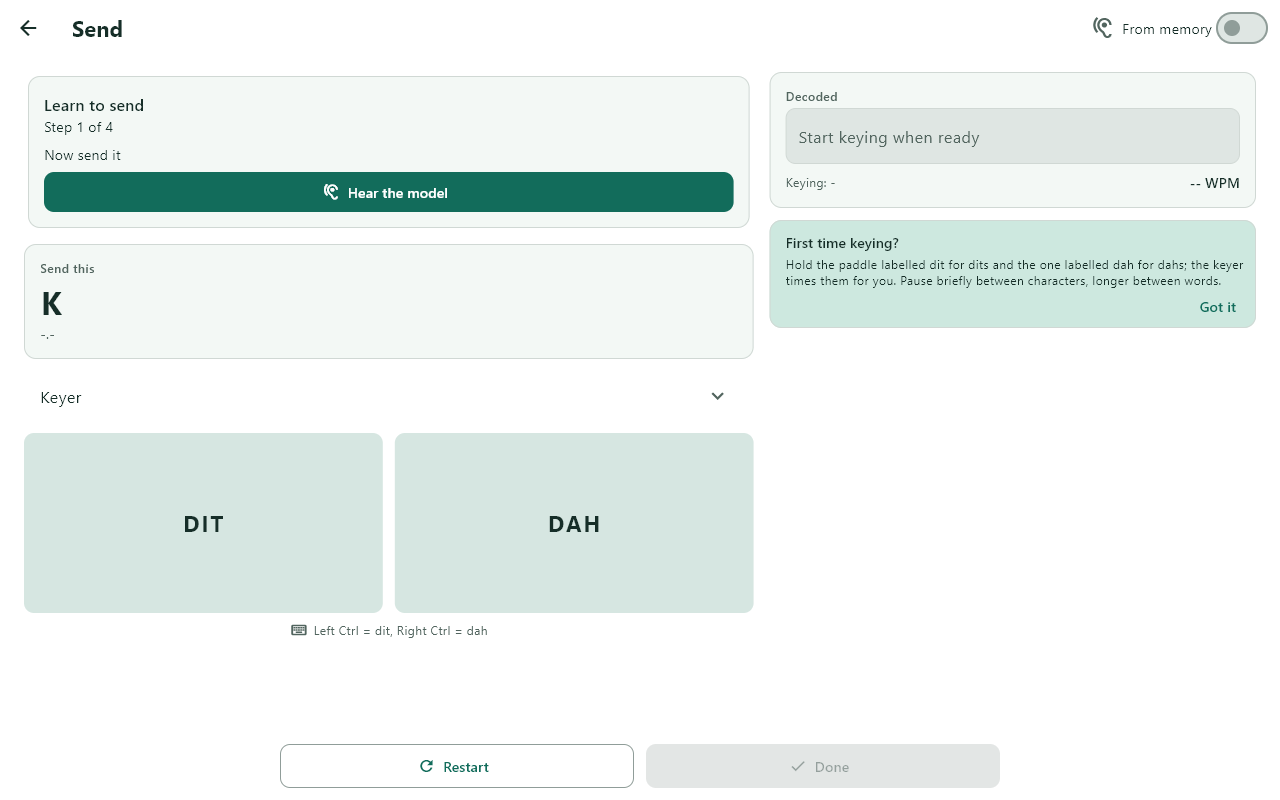 Send
From memory
Learn to send
Step 1 of 4
Now send it
Hear the model
Send this
K
-.-
Keyer
DIT
DAH
Left Ctrl = dit, Right Ctrl = dah
Decoded
Start keying when ready
Keying: -
-- WPM
First time keying?
Hold the paddle labelled dit for dits and the one labelled dah for dahs; the keyer
times them for you. Pause briefly between characters, longer between words.
Got it
Restart
Done